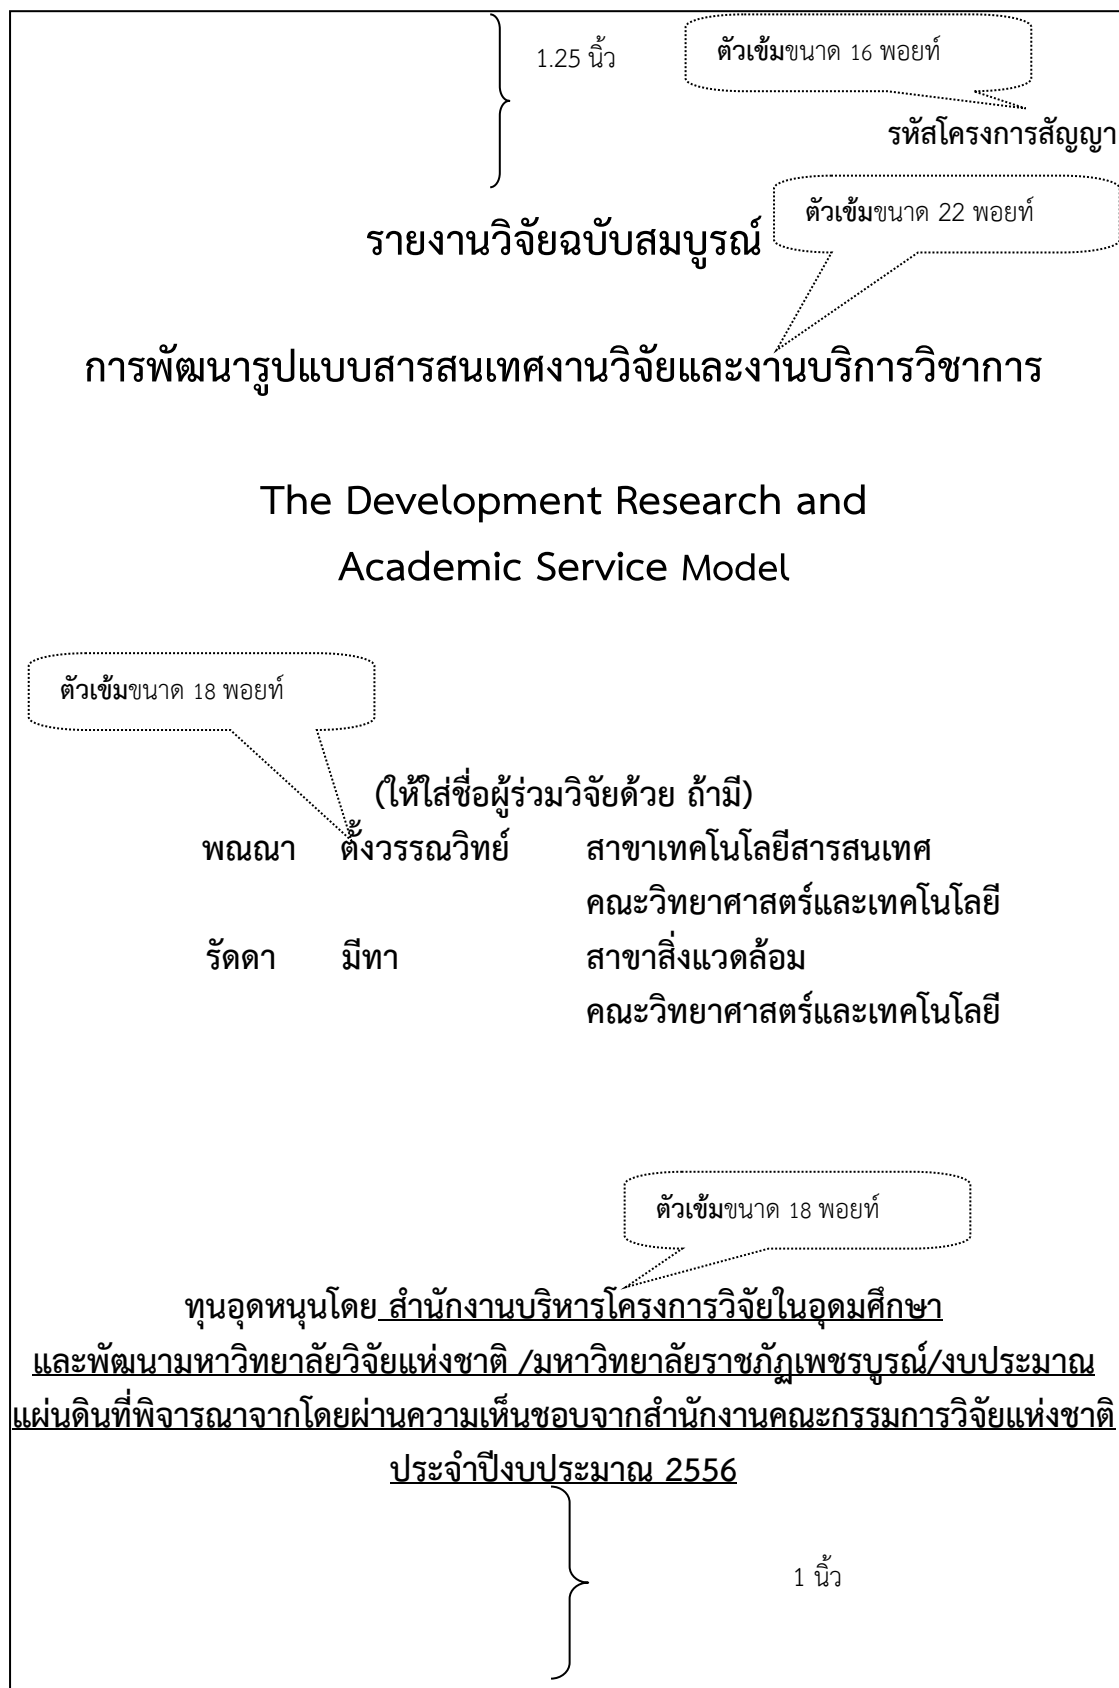 1.25 นิ้ว
ตัวเข้มขนาด 16 พอยท์
รหัสโครงการสัญญา
ตัวเข้มขนาด 22 พอยท์
รายงานวิจัยฉบับสมบูรณ์
การพัฒนารูปแบบสารสนเทศงานวิจัยและงานบริการวิชาการ
The Development Research and
Academic Service Model
ตัวเข้มขนาด 18 พอยท์
(ให้ใส่ชื่อผู้ร่วมวิจัยด้วย ถ้ามี)
พณณา ตั้งวรรณวิทย์ สาขาเทคโนโลยีสารสนเทศ
คณะวิทยาศาสตร์และเทคโนโลยี
รัดดา มีทา สาขาสิ่งแวดล้อม
คณะวิทยาศาสตร์และเทคโนโลยี
ตัวเข้มขนาด 18 พอยท์
ทุนอุดหนุนโดย สำนักงานบริหารโครงการวิจัยในอุดมศึกษา
และพัฒนามหาวิทยาลัยวิจัยแห่งชาติ /มหาวิทยาลัยราชภัฏเพชรบูรณ์/งบประมาณ
แผ่นดินที่พิจารณาจากโดยผ่านความเห็นชอบจากสำนักงานคณะกรรมการวิจัยแห่งชาติ
ประจำปีงบประมาณ 2556
1 นิ้ว